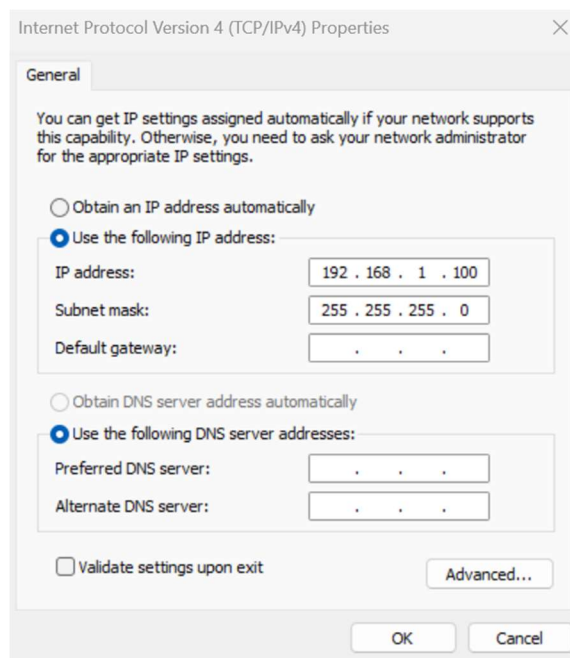 Internet Protocol Version 4 (TCP/IPv4) Properties
General
You can get IP settings assigned automatically if your network supports
this capability. Otherwise, you need to ask your network administrator
for the appropriate IP settings.
Obtain an IP address automatically
Use the following IP address:
IP address: 192 . 168 . 1 . 100
Subnet mask: 255 . 255 . 255 . 0
Default gateway: . . .
Obtain DNS server address automatically
Use the following DNS server addresses:
Preferred DNS server: . . .
Alternate DNS server: . . .
Validate settings upon exit
Advanced...
OK Cancel